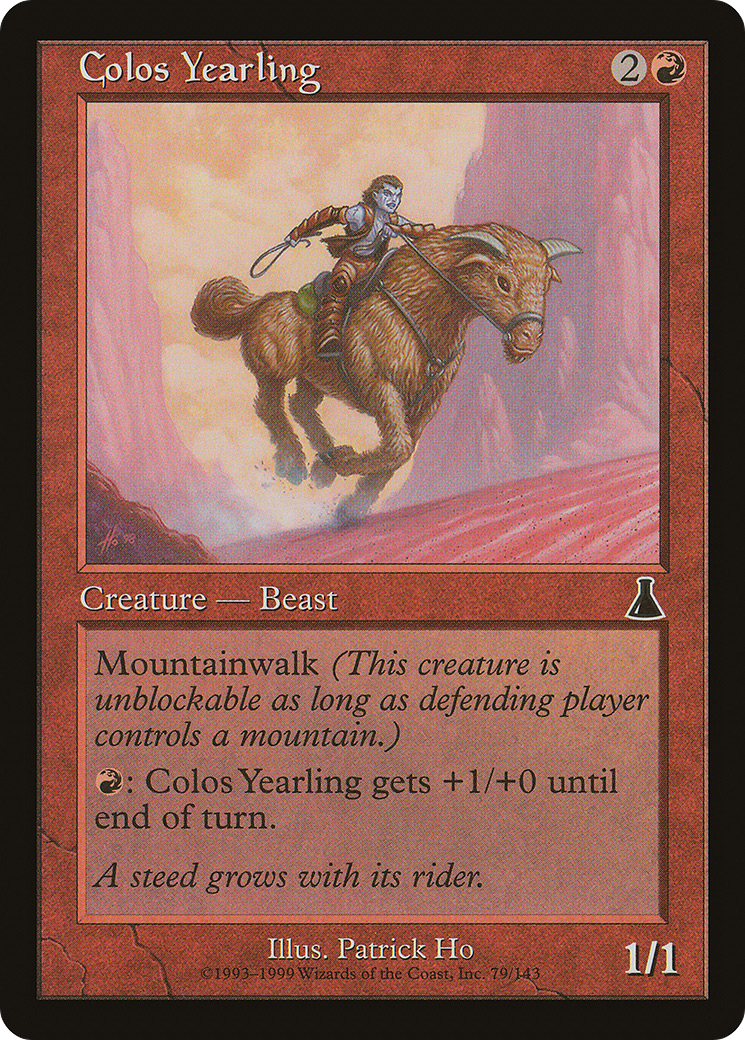 Colos Yearling
2
Ho '98
Creature — Beast
Mountainwalk (This creature is
unblockable as long as defending player
controls a mountain.)
: Colos Yearling gets +1/+0 until
end of turn.
A steed grows with its rider.
Illus. Patrick Ho
©1993–1999 Wizards of the Coast, Inc. 79/143
1/1